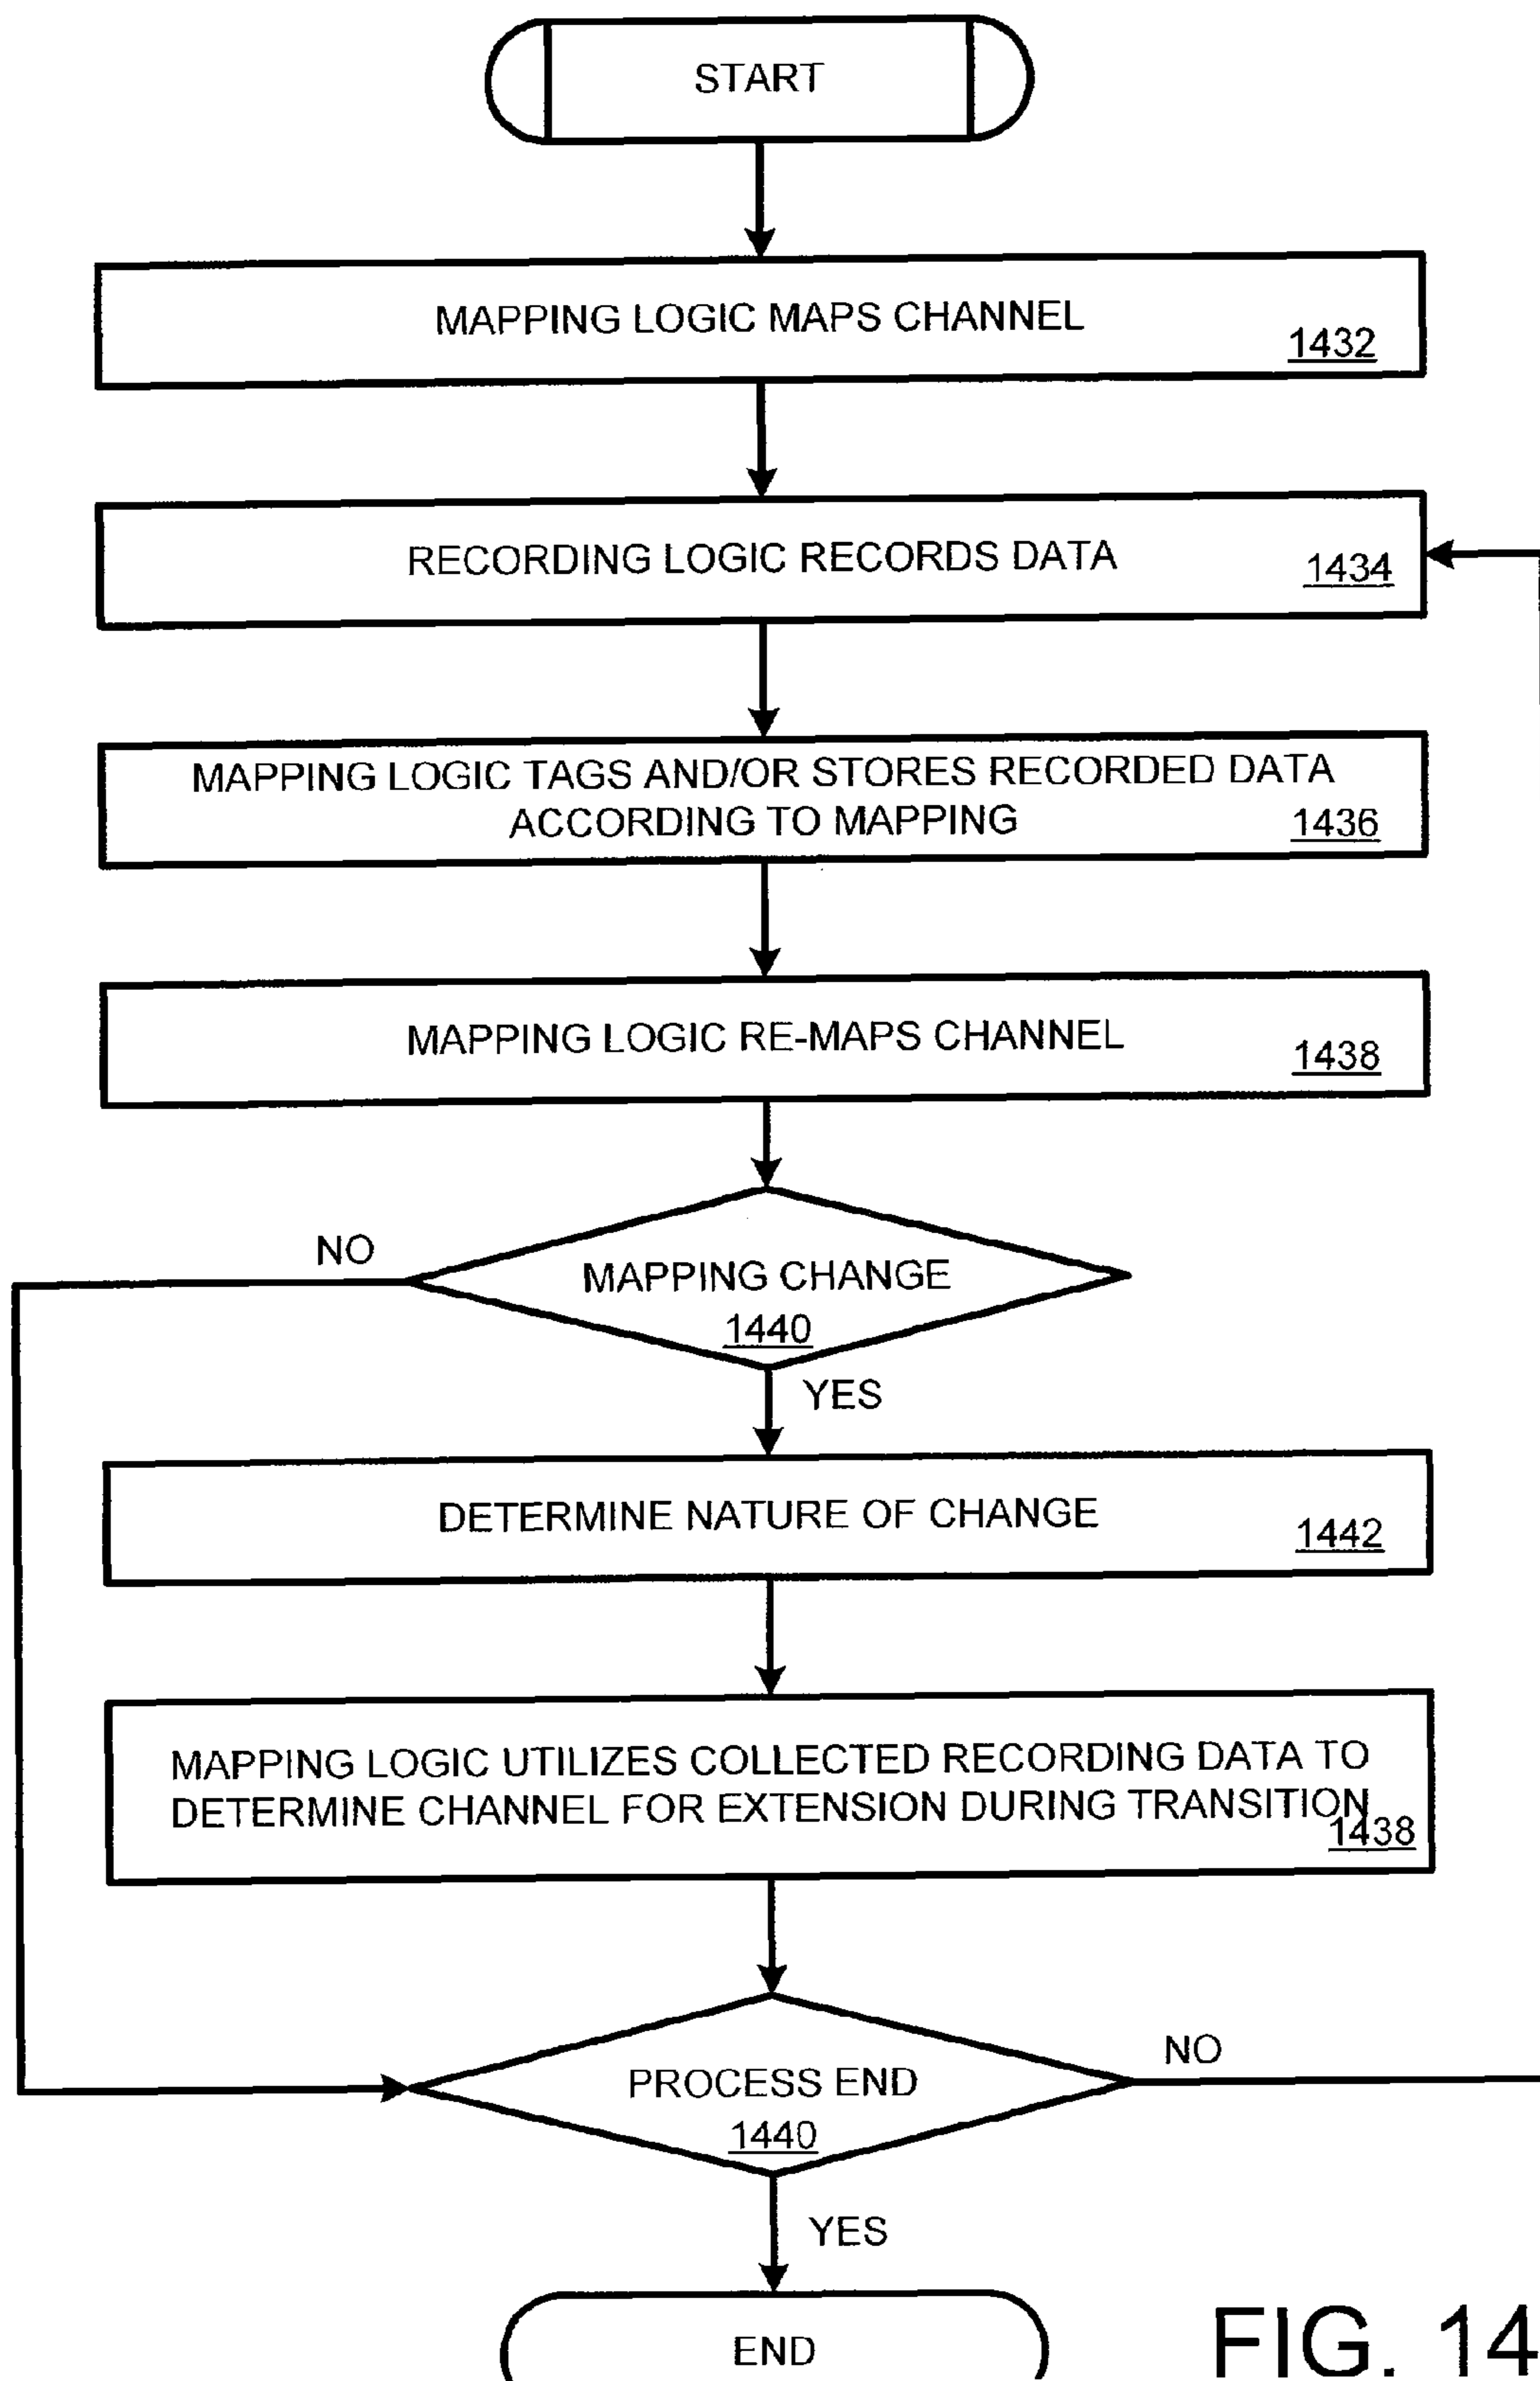 START
MAPPING LOGIC MAPS CHANNEL
1432
RECORDING LOGIC RECORDS DATA
1434
MAPPING LOGIC TAGS AND/OR STORES RECORDED DATA
ACCORDING TO MAPPING
1436
MAPPING LOGIC RE-MAPS CHANNEL
1438
NO
MAPPING CHANGE
1440
YES
DETERMINE NATURE OF CHANGE
1442
MAPPING LOGIC UTILIZES COLLECTED RECORDING DATA TO
DETERMINE CHANNEL FOR EXTENSION DURING TRANSITION
1438
NO
PROCESS END
1440
YES
END
FIG. 14